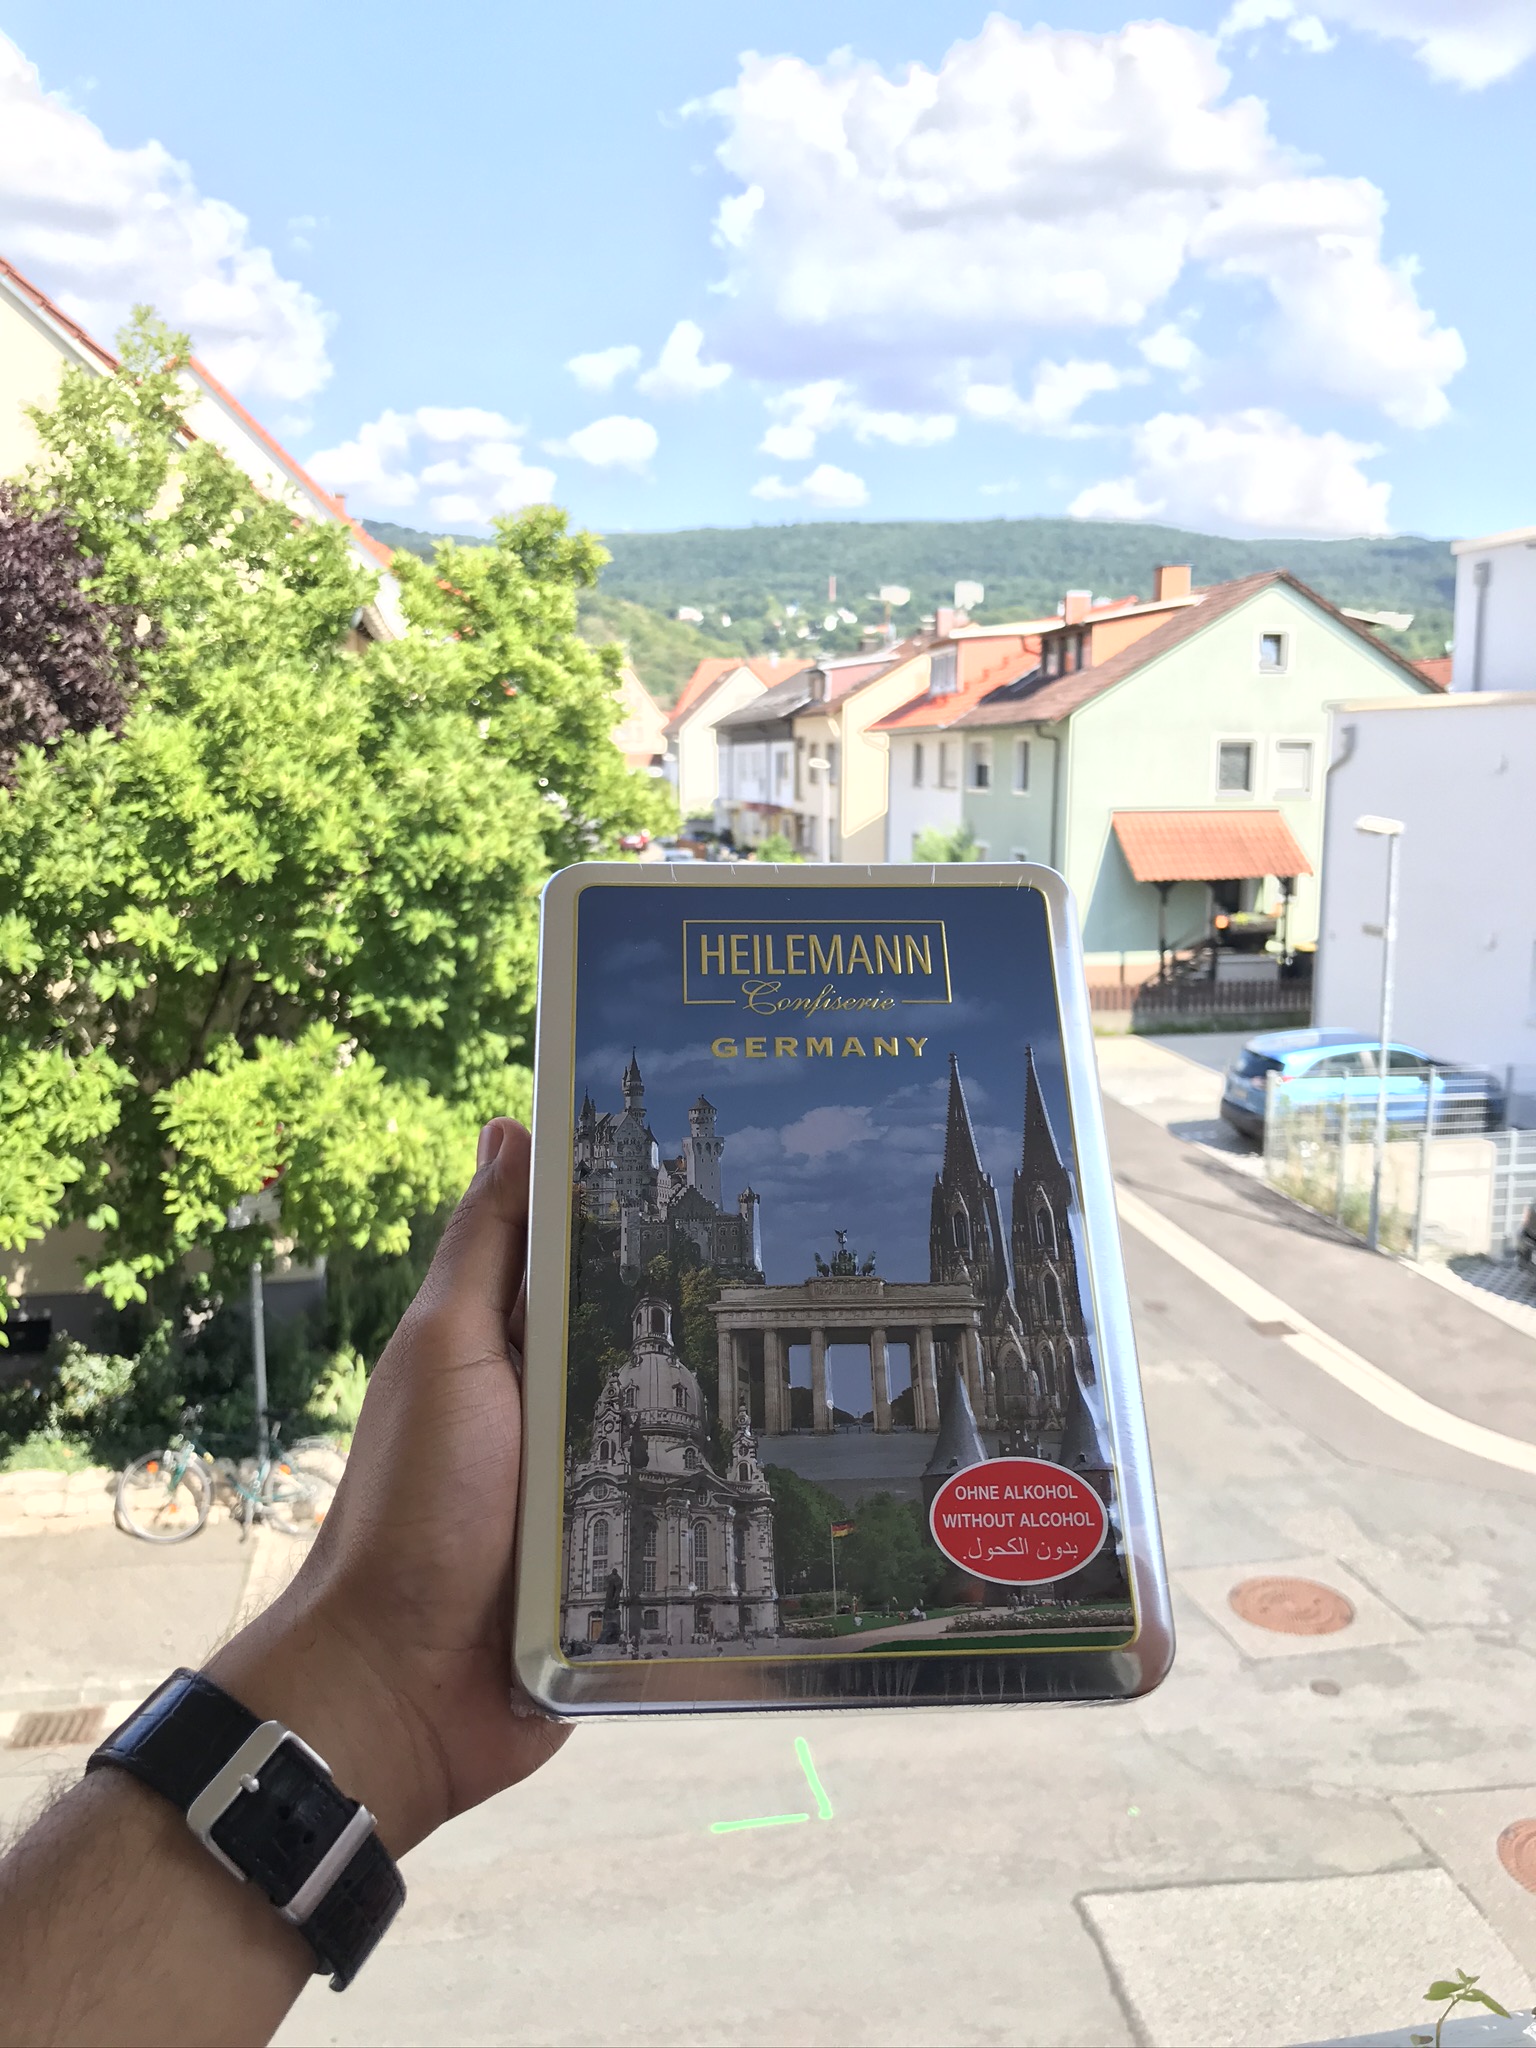 HEILEMANN
Confiserie
GERMANY
OHNE ALKOHOL
WITHOUT ALCOHOL
بدون الكحول.